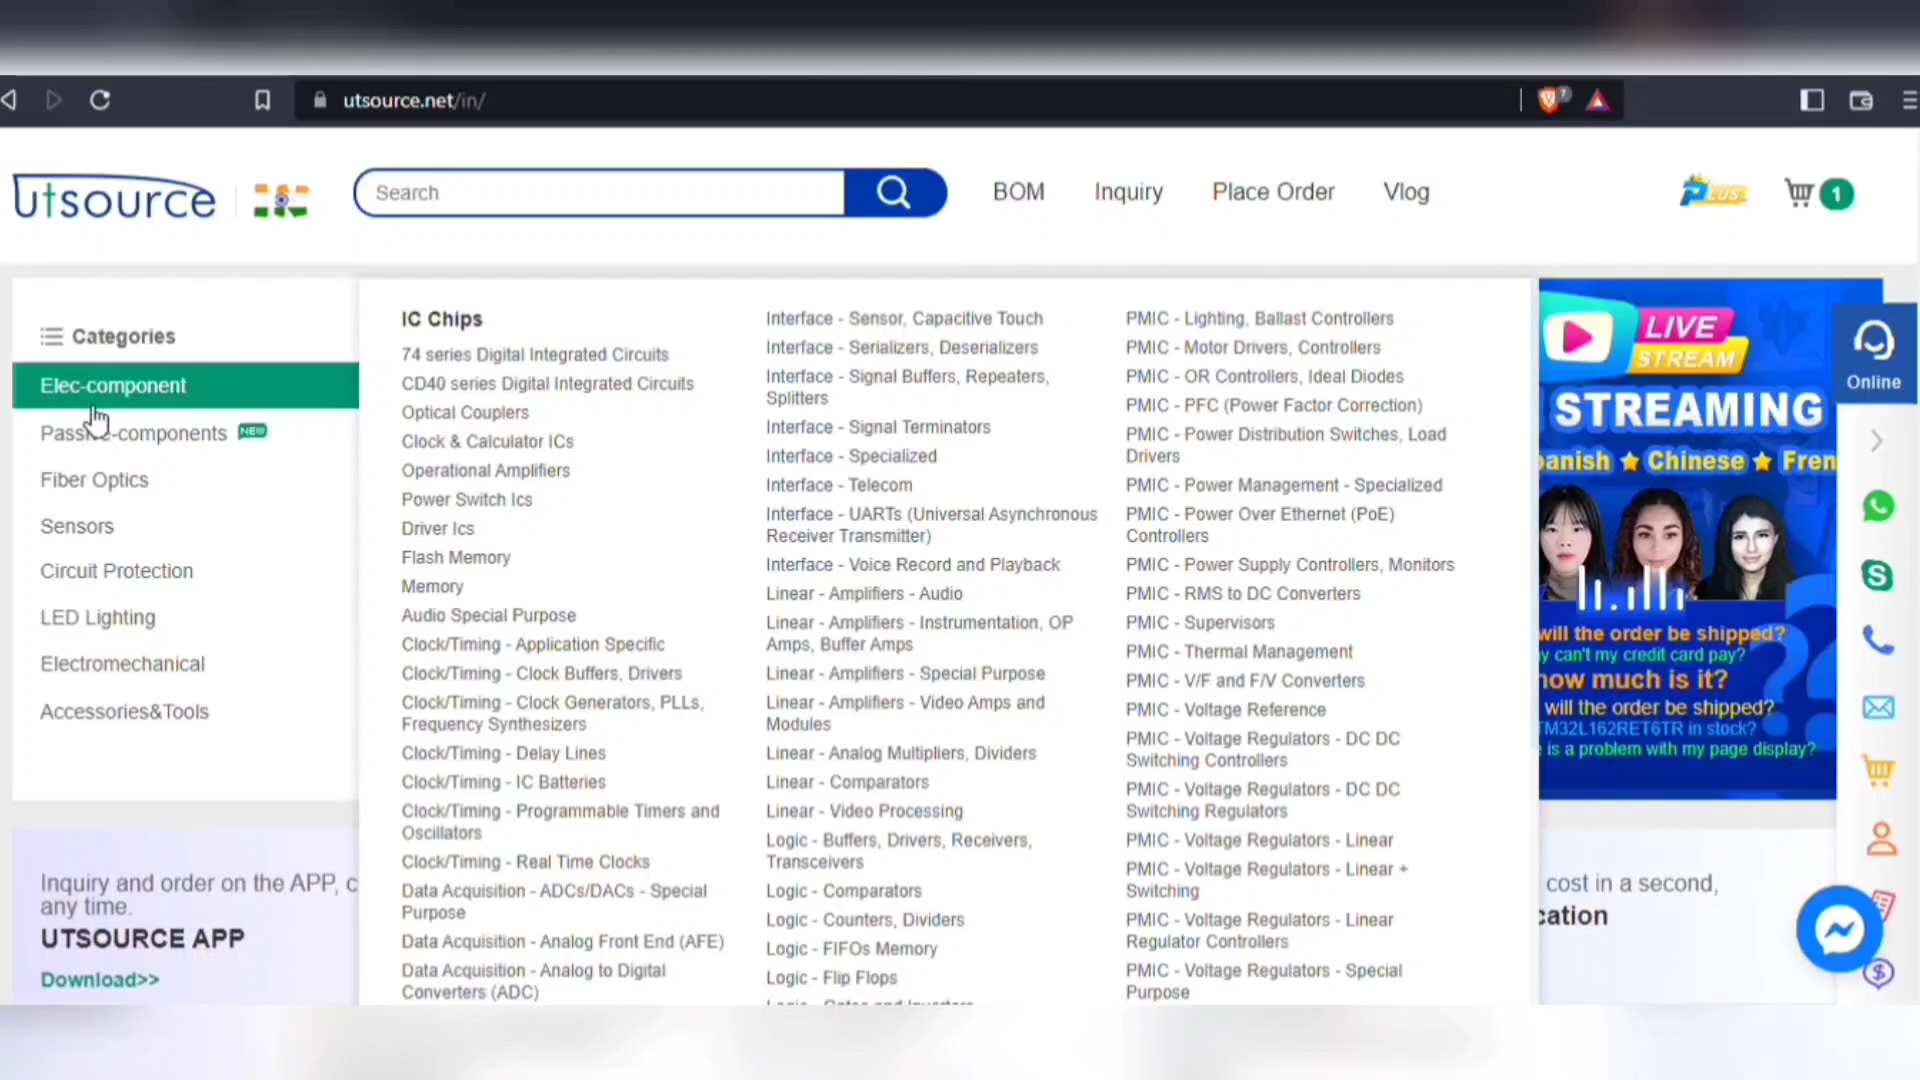 utsource.net/in/
7
utsource
Search
BOM
Inquiry
Place Order
Vlog
PLUS
1
Categories
Elec-component
Passive-components NEW
Fiber Optics
Sensors
Circuit Protection
LED Lighting
Electromechanical
Accessories&Tools
IC Chips
74 series Digital Integrated Circuits
CD40 series Digital Integrated Circuits
Optical Couplers
Clock & Calculator ICs
Operational Amplifiers
Power Switch Ics
Driver Ics
Flash Memory
Memory
Audio Special Purpose
Clock/Timing - Application Specific
Clock/Timing - Clock Buffers, Drivers
Clock/Timing - Clock Generators, PLLs,
Frequency Synthesizers
Clock/Timing - Delay Lines
Clock/Timing - IC Batteries
Clock/Timing - Programmable Timers and
Oscillators
Clock/Timing - Real Time Clocks
Data Acquisition - ADCs/DACs - Special
Purpose
Data Acquisition - Analog Front End (AFE)
Data Acquisition - Analog to Digital
Converters (ADC)
Interface - Sensor, Capacitive Touch
Interface - Serializers, Deserializers
Interface - Signal Buffers, Repeaters,
Splitters
Interface - Signal Terminators
Interface - Specialized
Interface - Telecom
Interface - UARTs (Universal Asynchronous
Receiver Transmitter)
Interface - Voice Record and Playback
Linear - Amplifiers - Audio
Linear - Amplifiers - Instrumentation, OP
Amps, Buffer Amps
Linear - Amplifiers - Special Purpose
Linear - Amplifiers - Video Amps and
Modules
Linear - Analog Multipliers, Dividers
Linear - Comparators
Linear - Video Processing
Logic - Buffers, Drivers, Receivers,
Transceivers
Logic - Comparators
Logic - Counters, Dividers
Logic - FIFOs Memory
Logic - Flip Flops
PMIC - Lighting, Ballast Controllers
PMIC - Motor Drivers, Controllers
PMIC - OR Controllers, Ideal Diodes
PMIC - PFC (Power Factor Correction)
PMIC - Power Distribution Switches, Load
Drivers
PMIC - Power Management - Specialized
PMIC - Power Over Ethernet (PoE)
Controllers
PMIC - Power Supply Controllers, Monitors
PMIC - RMS to DC Converters
PMIC - Supervisors
PMIC - Thermal Management
PMIC - V/F and F/V Converters
PMIC - Voltage Reference
PMIC - Voltage Regulators - DC DC
Switching Controllers
PMIC - Voltage Regulators - DC DC
Switching Regulators
PMIC - Voltage Regulators - Linear
PMIC - Voltage Regulators - Linear +
Switching
PMIC - Voltage Regulators - Linear
Regulator Controllers
PMIC - Voltage Regulators - Special
Purpose
LIVE
STREAM
STREAMING
panish ★ Chinese ★ Fren
will the order be shipped?
y can't my credit card pay?
how much is it?
will the order be shipped?
TM32L162RET6TR in stock?
is a problem with my page display?
Online
Inquiry and order on the APP, c
any time.
UTSOURCE APP
Download>>
cost in a second,
cation